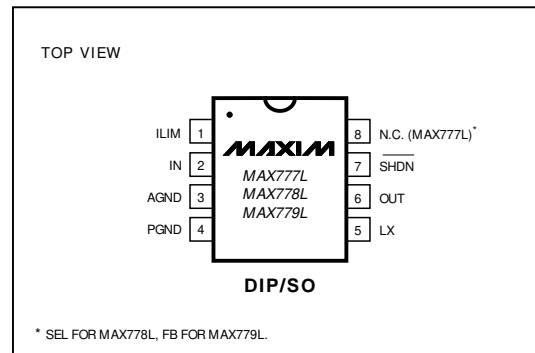 TOP VIEW
ILIM 1
IN 2
AGND 3
PGND 4
MAXIM
MAX777L
MAX778L
MAX779L
8 N.C. (MAX777L)*
7 SHDN
6 OUT
5 LX
DIP/SO
* SEL FOR MAX778L, FB FOR MAX779L.